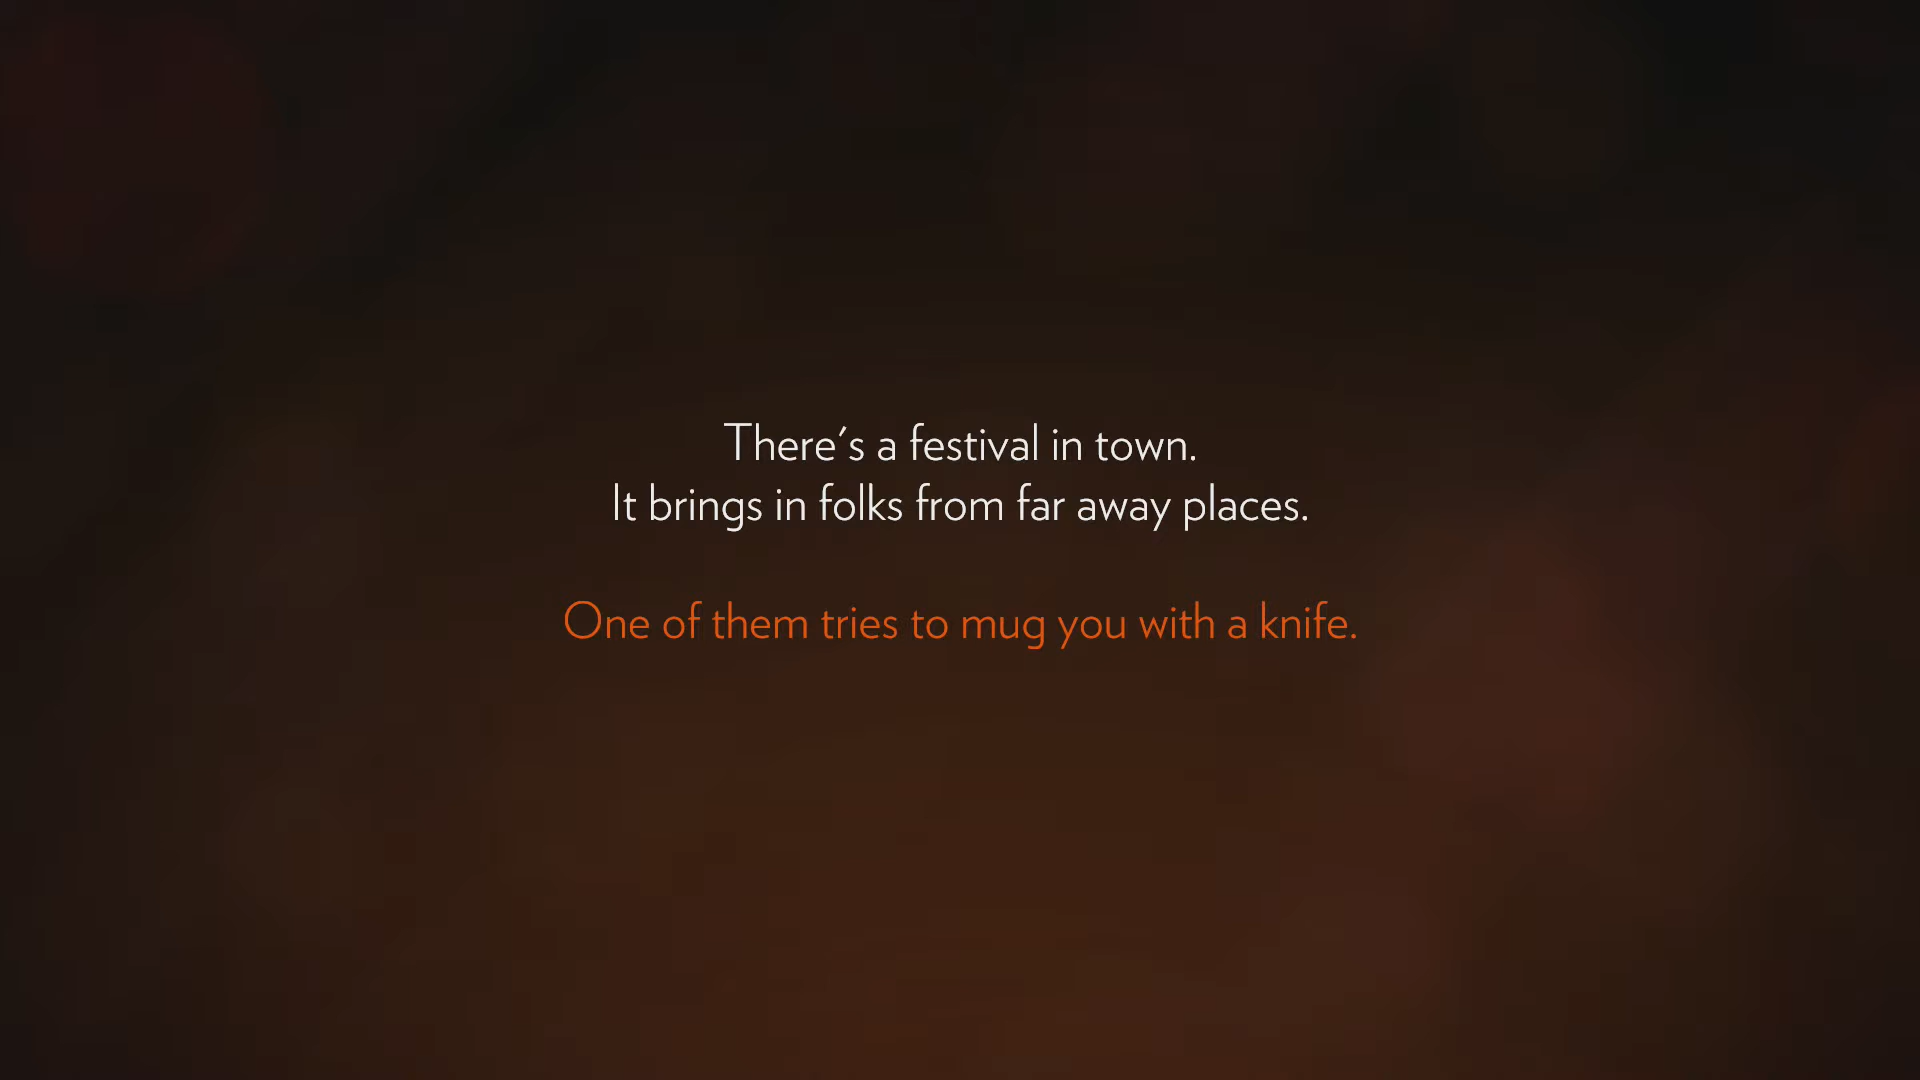 There's a festival in town.
It brings in folks from far away places.
One of them tries to mug you with a knife.